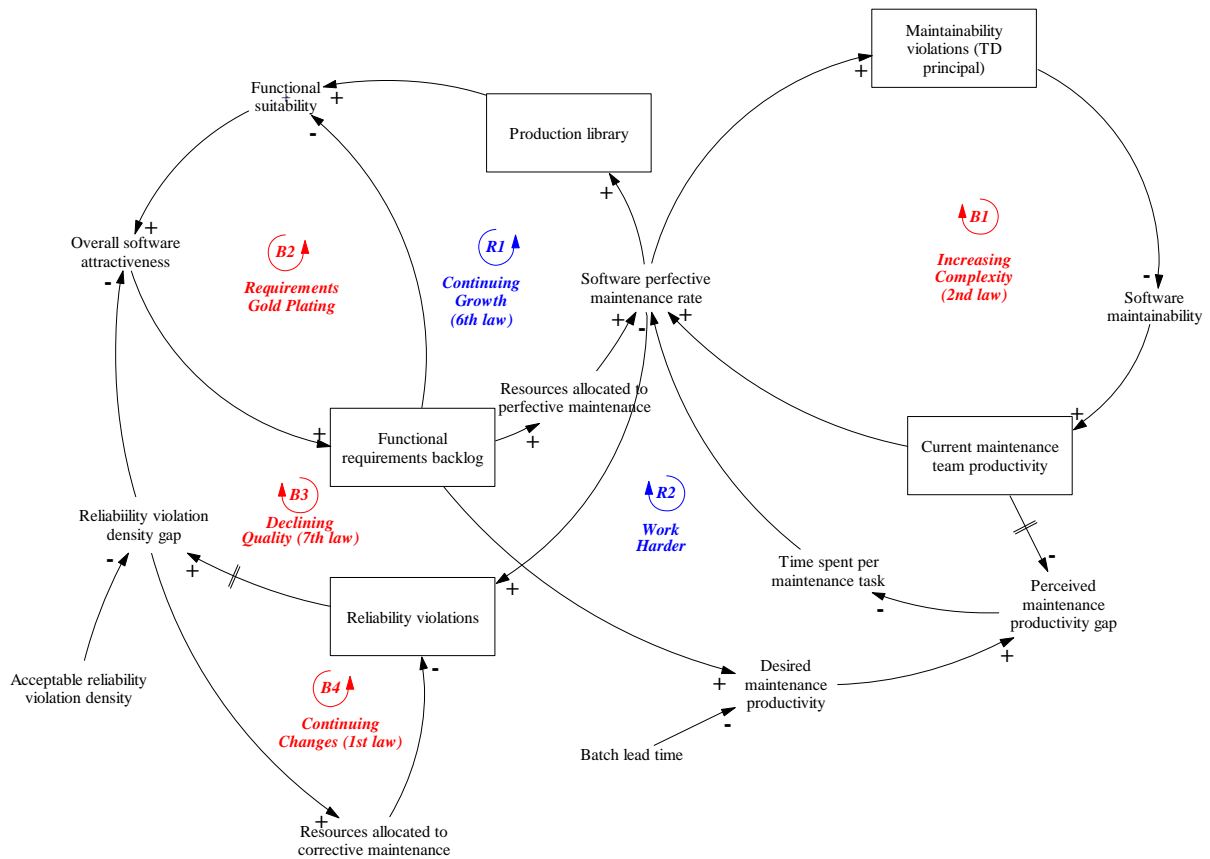 Maintainability
violations (TD
principal)
+
Functional
suitability
+
+
-
Production library
+
B1
Increasing
Complexity
(2nd law)
+
Overall software
attractiveness
-
B2
Requirements
Gold Plating
R1
Continuing
Growth
(6th law)
Software perfective
maintenance rate
+
-
+
-
Software
maintainability
Resources allocated to
perfective maintenance
+
+
Functional
requirements backlog
+
Current maintenance
team productivity
B3
Declining
Quality (7th law)
R2
Work
Harder
Reliability violation
density gap
-
+
Reliability violations
+
-
Time spent per
maintenance task
-
-
Perceived
maintenance
productivity gap
+
Acceptable reliability
violation density
B4
Continuing
Changes (1st law)
Desired
maintenance
productivity
+
-
Batch lead time
+
Resources allocated to
corrective maintenance